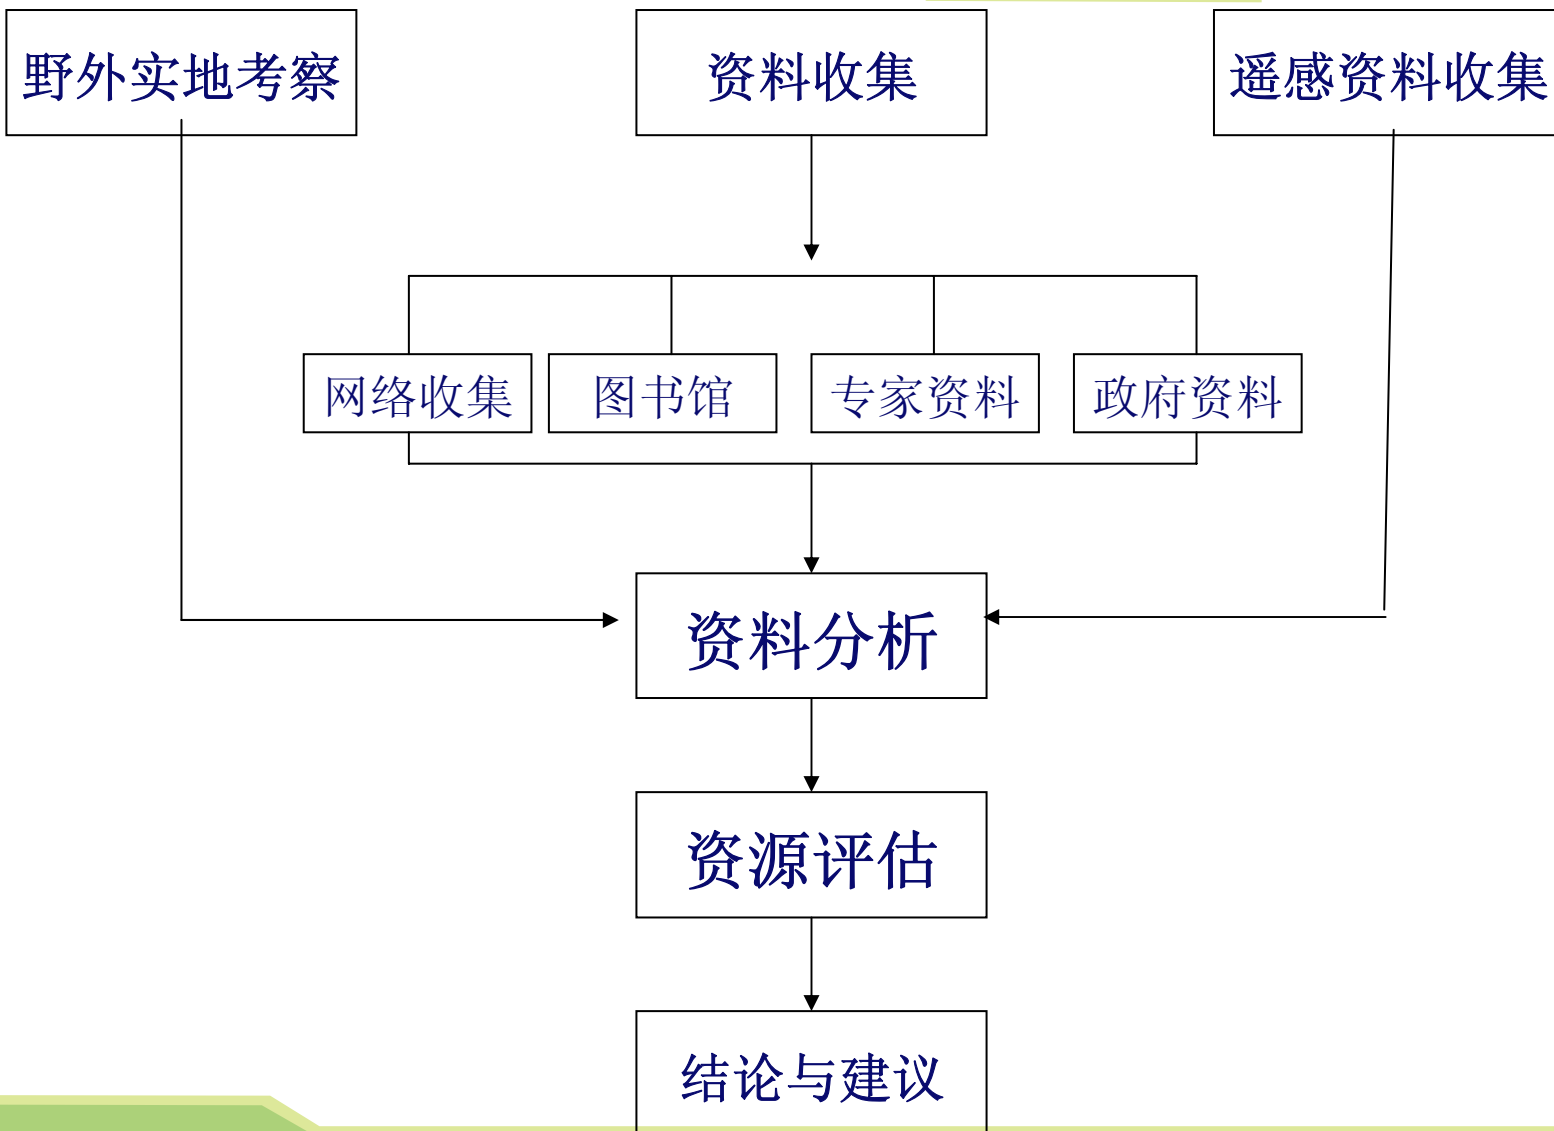 野外实地考察
资料收集
遥感资料收集
网络收集
图书馆
专家资料
政府资料
资料分析
资源评估
结论与建议